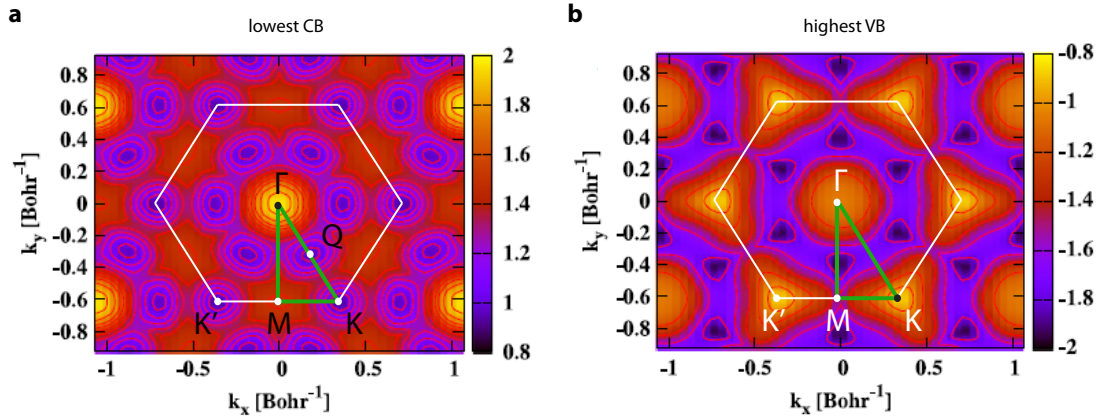 a
lowest CB
0.8
0.6
0.4
0.2
0
-0.2
-0.4
-0.6
-0.8
k_y [Bohr^-1]
Γ
Q
K'
M
K
-1
-0.5
0
0.5
1
k_x [Bohr^-1]
2
1.8
1.6
1.4
1.2
1
0.8
b
highest VB
0.8
0.6
0.4
0.2
0
-0.2
-0.4
-0.6
-0.8
k_y [Bohr^-1]
Γ
K'
M
K
-1
-0.5
0
0.5
1
k_x [Bohr^-1]
-0.8
-1
-1.2
-1.4
-1.6
-1.8
-2